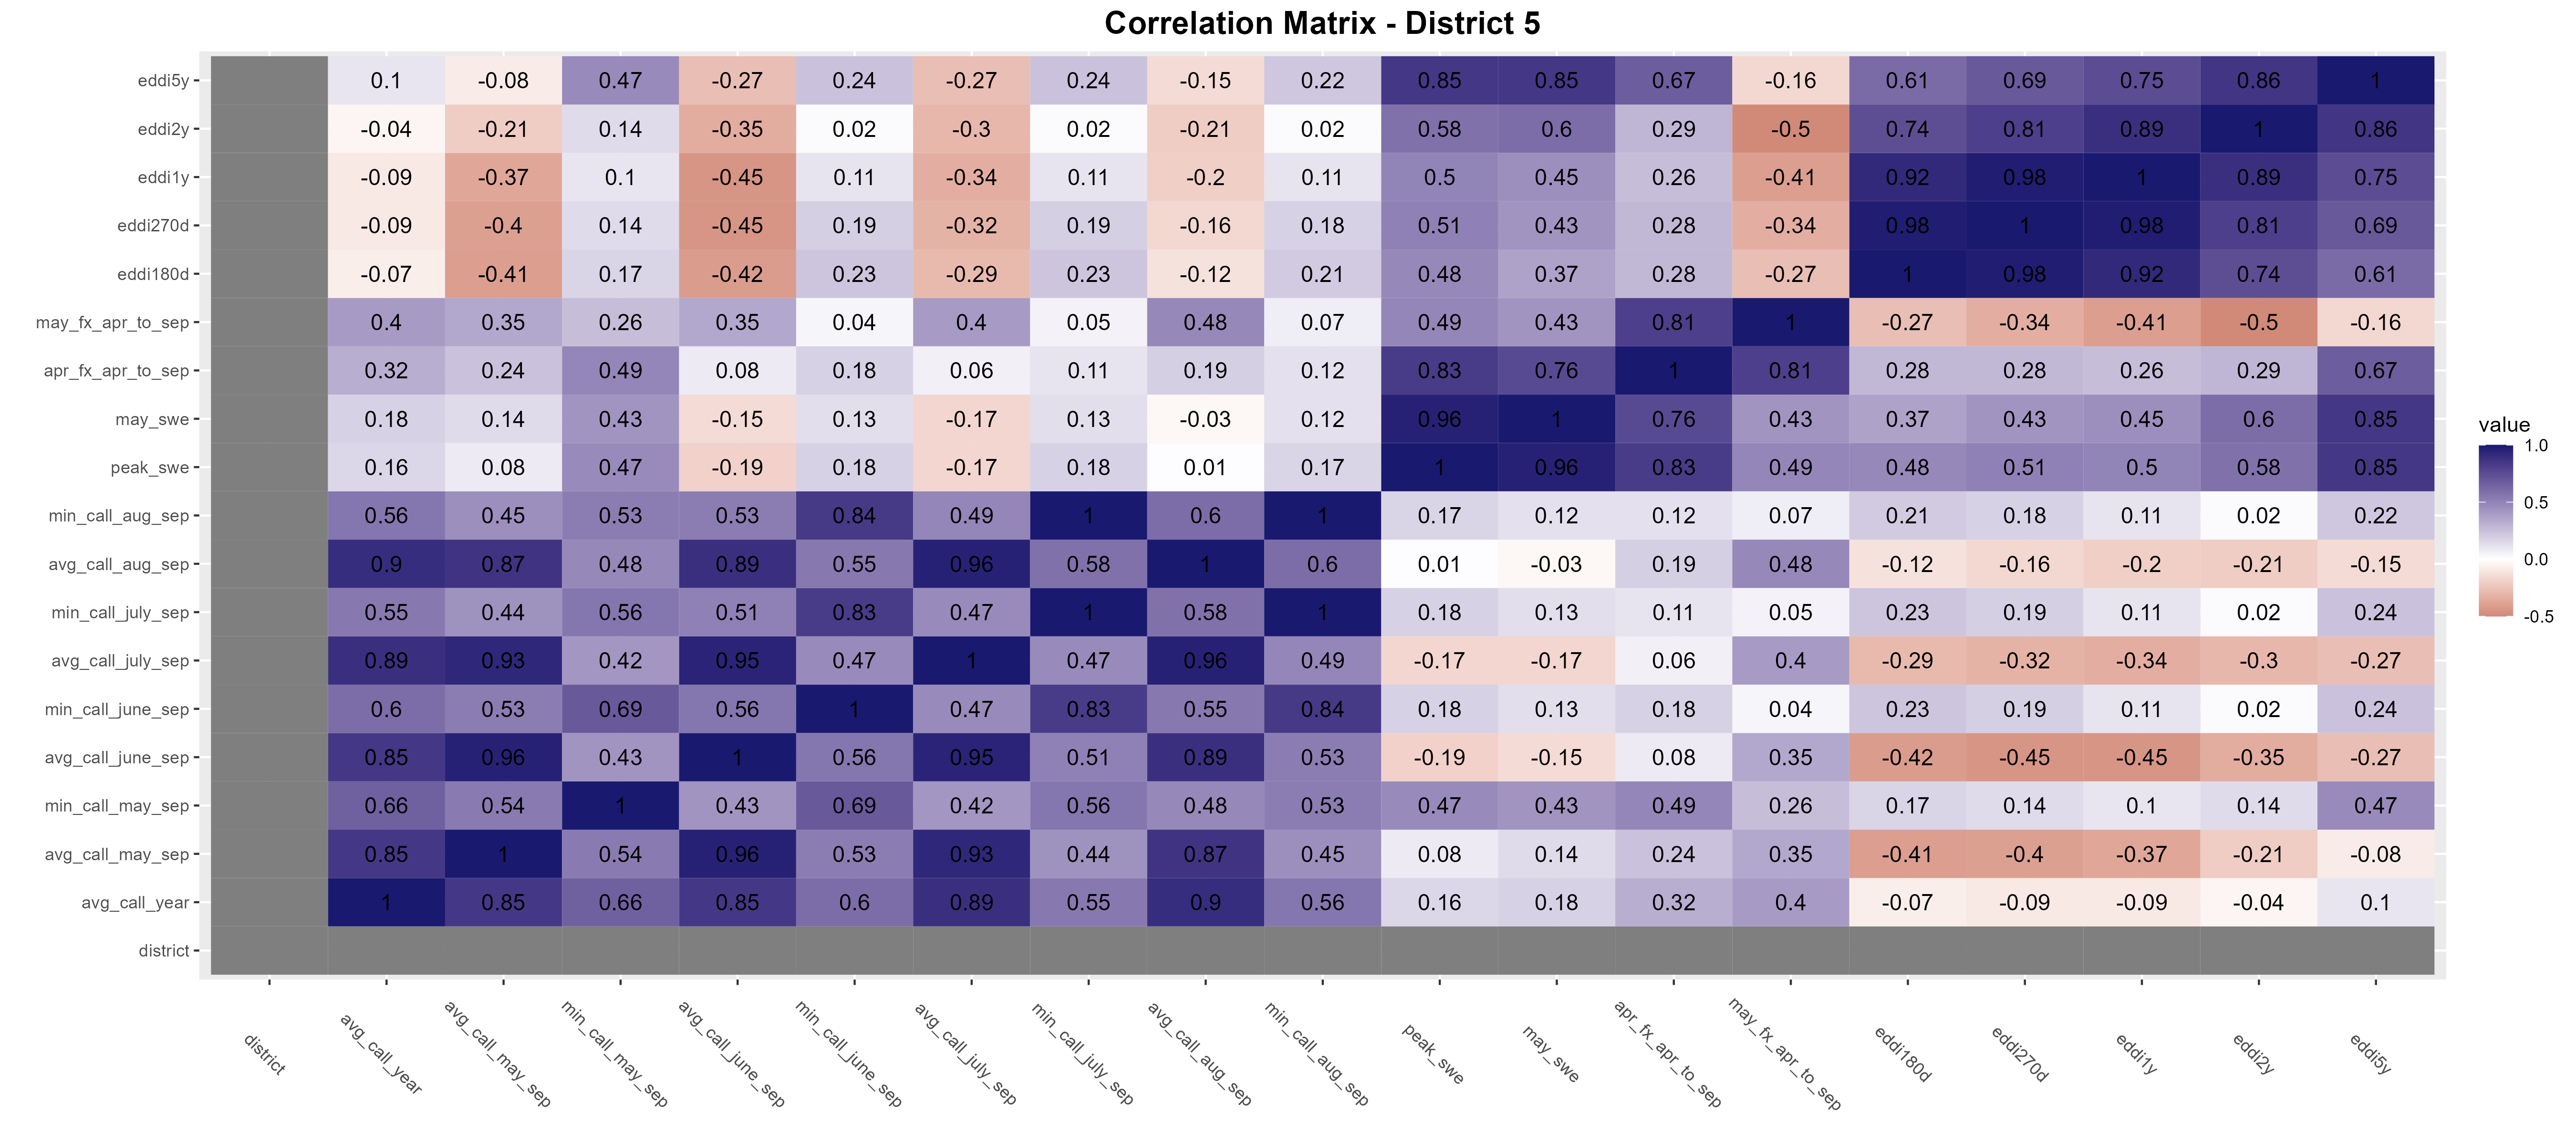 Correlation Matrix - District 5
eddi5y 0.1 -0.08 0.47 -0.27 0.24 -0.27 0.24 -0.15 0.22 0.85 0.85 0.67 -0.16 0.61 0.69 0.75 0.86 1
eddi2y -0.04 -0.21 0.14 -0.35 0.02 -0.3 0.02 -0.21 0.02 0.58 0.6 0.29 -0.5 0.74 0.81 0.89 1 0.86
eddi1y -0.09 -0.37 0.1 -0.45 0.11 -0.34 0.11 -0.2 0.11 0.5 0.45 0.26 -0.41 0.92 0.98 1 0.89 0.75
eddi270d -0.09 -0.4 0.14 -0.45 0.19 -0.32 0.19 -0.16 0.18 0.51 0.43 0.28 -0.34 0.98 1 0.98 0.81 0.69
eddi180d -0.07 -0.41 0.17 -0.42 0.23 -0.29 0.23 -0.12 0.21 0.48 0.37 0.28 -0.27 1 0.98 0.92 0.74 0.61
may_fx_apr_to_sep 0.4 0.35 0.26 0.35 0.04 0.4 0.05 0.48 0.07 0.49 0.43 0.81 1 -0.27 -0.34 -0.41 -0.5 -0.16
apr_fx_apr_to_sep 0.32 0.24 0.49 0.08 0.18 0.06 0.11 0.19 0.12 0.83 0.76 1 0.81 0.28 0.28 0.26 0.29 0.67
may_swe 0.18 0.14 0.43 -0.15 0.13 -0.17 0.13 -0.03 0.12 0.96 1 0.76 0.43 0.37 0.43 0.45 0.6 0.85
peak_swe 0.16 0.08 0.47 -0.19 0.18 -0.17 0.18 0.01 0.17 1 0.96 0.83 0.49 0.48 0.51 0.5 0.58 0.85
min_call_aug_sep 0.56 0.45 0.53 0.53 0.84 0.49 1 0.6 1 0.17 0.12 0.12 0.07 0.21 0.18 0.11 0.02 0.22
avg_call_aug_sep 0.9 0.87 0.48 0.89 0.55 0.96 0.58 1 0.6 0.01 -0.03 0.19 0.48 -0.12 -0.16 -0.2 -0.21 -0.15
min_call_july_sep 0.55 0.44 0.56 0.51 0.83 0.47 1 0.58 1 0.18 0.13 0.11 0.05 0.23 0.19 0.11 0.02 0.24
avg_call_july_sep 0.89 0.93 0.42 0.95 0.47 1 0.47 0.96 0.49 -0.17 -0.17 0.06 0.4 -0.29 -0.32 -0.34 -0.3 -0.27
min_call_june_sep 0.6 0.53 0.69 0.56 1 0.47 0.83 0.55 0.84 0.18 0.13 0.18 0.04 0.23 0.19 0.11 0.02 0.24
avg_call_june_sep 0.85 0.96 0.43 1 0.56 0.95 0.51 0.89 0.53 -0.19 -0.15 0.08 0.35 -0.42 -0.45 -0.45 -0.35 -0.27
min_call_may_sep 0.66 0.54 1 0.43 0.69 0.42 0.56 0.48 0.53 0.47 0.43 0.49 0.26 0.17 0.14 0.1 0.14 0.47
avg_call_may_sep 0.85 1 0.54 0.96 0.53 0.93 0.44 0.87 0.45 0.08 0.14 0.24 0.35 -0.41 -0.4 -0.37 -0.21 -0.08
avg_call_year 1 0.85 0.66 0.85 0.6 0.89 0.55 0.9 0.56 0.16 0.18 0.32 0.4 -0.07 -0.09 -0.09 -0.04 0.1
district
district avg_call_year avg_call_may_sep min_call_may_sep avg_call_june_sep min_call_june_sep avg_call_july_sep min_call_july_sep avg_call_aug_sep min_call_aug_sep peak_swe may_swe apr_fx_apr_to_sep may_fx_apr_to_sep eddi180d eddi270d eddi1y eddi2y eddi5y
value
1.0
0.5
0.0
-0.5